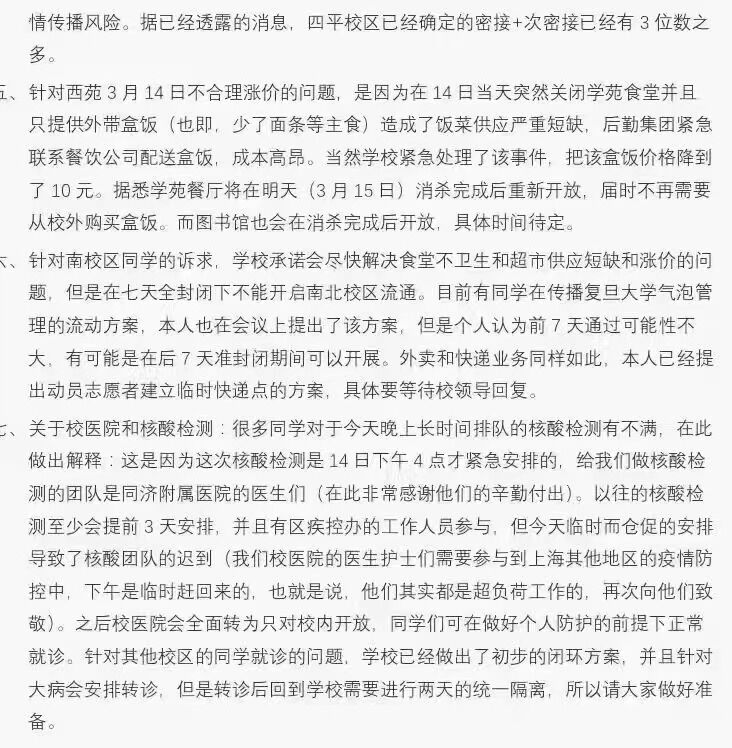 情传播风险。据已经透露的消息，四平校区已经确定的密接+次密接已经有 3 位数之
多。
五、针对西苑 3 月 14 日不合理涨价的问题，是因为在 14 日当天突然关闭学苑食堂并且
只提供外带盒饭（也即，少了面条等主食）造成了饭菜供应严重短缺，后勤集团紧急
联系餐饮公司配送盒饭，成本高昂。当然学校紧急处理了该事件，把该盒饭价格降到
了 10 元。据悉学苑餐厅将在明天（3 月 15 日）消杀完成后重新开放，届时不再需要
从校外购买盒饭。而图书馆也会在消杀完成后开放，具体时间待定。
六、针对南校区同学的诉求，学校承诺会尽快解决食堂不卫生和超市供应短缺和涨价的问
题，但是在七天全封闭下不能开启南北校区流通。目前有同学在传播复旦大学气泡管
理的流动方案，本人也在会议上提出了该方案，但是个人认为前 7 天通过可能性不
大，有可能是在后 7 天准封闭期间可以开展。外卖和快递业务同样如此，本人已经提
出动员志愿者建立临时快递点的方案，具体要等待校领导回复。
七、关于校医院和核酸检测：很多同学对于今天晚上长时间排队的核酸检测有不满，在此
做出解释：这是因为这次核酸检测是 14 日下午 4 点才紧急安排的，给我们做核酸检
测的团队是同济附属医院的医生们（在此非常感谢他们的辛勤付出）。以往的核酸检
测至少会提前 3 天安排，并且有区疾控办的工作人员参与，但今天临时而仓促的安排
导致了核酸团队的迟到（我们校医院的医生护士们需要参与到上海其他地区的疫情防
控中，下午是临时赶回来的，也就是说，他们其实都是超负荷工作的，再次向他们致
敬）。之后校医院会全面转为只对校内开放，同学们可在做好个人防护的前提下正常
就诊。针对其他校区的同学就诊的问题，学校已经做出了初步的闭环方案，并且针对
大病会安排转诊，但是转诊后回到学校需要进行两天的统一隔离，所以请大家做好准
备。